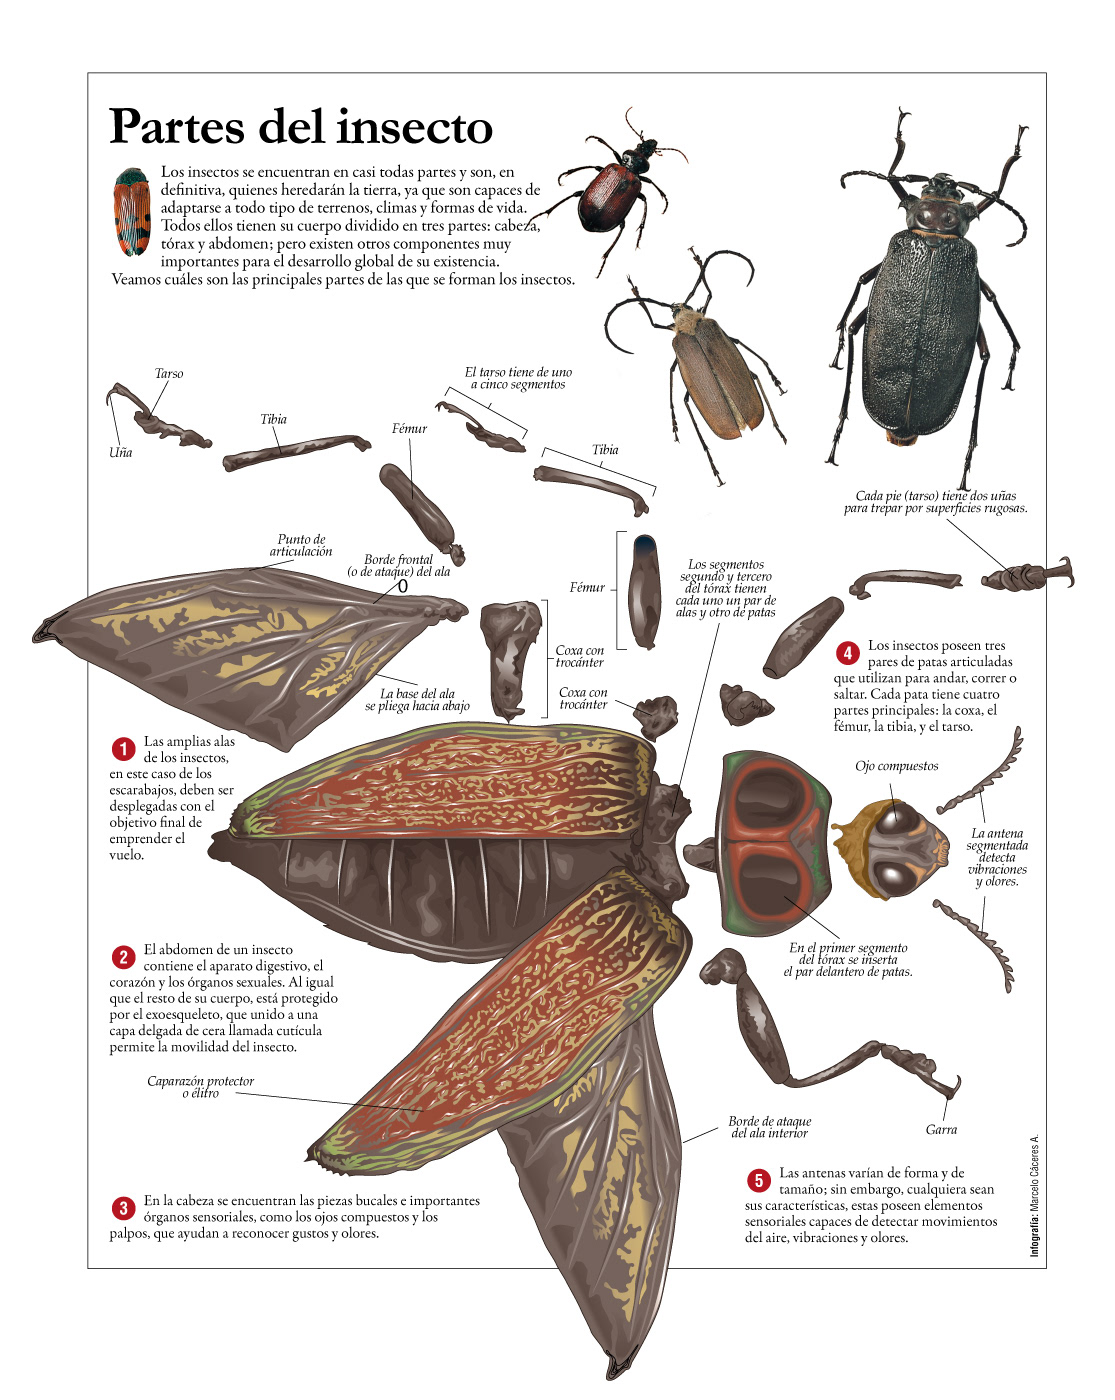 Partes del insecto
Los insectos se encuentran en casi todas partes y son, en
definitiva, quienes heredarán la tierra, ya que son capaces de
adaptarse a todo tipo de terrenos, climas y formas de vida.
Todos ellos tienen su cuerpo dividido en tres partes: cabeza,
tórax y abdomen; pero existen otros componentes muy
importantes para el desarrollo global de su existencia.
Veamos cuáles son las principales partes de las que se forman los insectos.
Tarso
Uña
Tibia
Fémur
El tarso tiene de uno
a cinco segmentos
Tibia
Cada pie (tarso) tiene dos uñas
para trepar por superficies rugosas.
Punto de
articulación
Borde frontal
(o de ataque) del ala
0
Fémur
Los segmentos
segundo y tercero
del tórax tienen
cada uno un par de
alas y otro de patas
Coxa con
trocánter
Coxa con
trocánter
La base del ala
se pliega hacia abajo
4
Los insectos poseen tres
pares de patas articuladas
que utilizan para andar, correr o
saltar. Cada pata tiene cuatro
partes principales: la coxa, el
fémur, la tibia, y el tarso.
1
Las amplias alas
de los insectos,
en este caso de los
escarabajos, deben ser
desplegadas con el
objetivo final de
emprender el
vuelo.
Ojo compuestos
La antena
segmentada
detecta
vibraciones
y olores.
En el primer segmento
del tórax se inserta
el par delantero de patas.
2
El abdomen de un insecto
contiene el aparato digestivo, el
corazón y los órganos sexuales. Al igual
que el resto de su cuerpo, está protegido
por el exoesqueleto, que unido a una
capa delgada de cera llamada cutícula
permite la movilidad del insecto.
Caparazón protector
o élitro
Borde de ataque
del ala interior
Garra
3
En la cabeza se encuentran las piezas bucales e importantes
órganos sensoriales, como los ojos compuestos y los
palpos, que ayudan a reconocer gustos y olores.
5
Las antenas varían de forma y de
tamaño; sin embargo, cualquiera sean
sus características, estas poseen elementos
sensoriales capaces de detectar movimientos
del aire, vibraciones y olores.
Infografía: Marcelo Cáceres A.